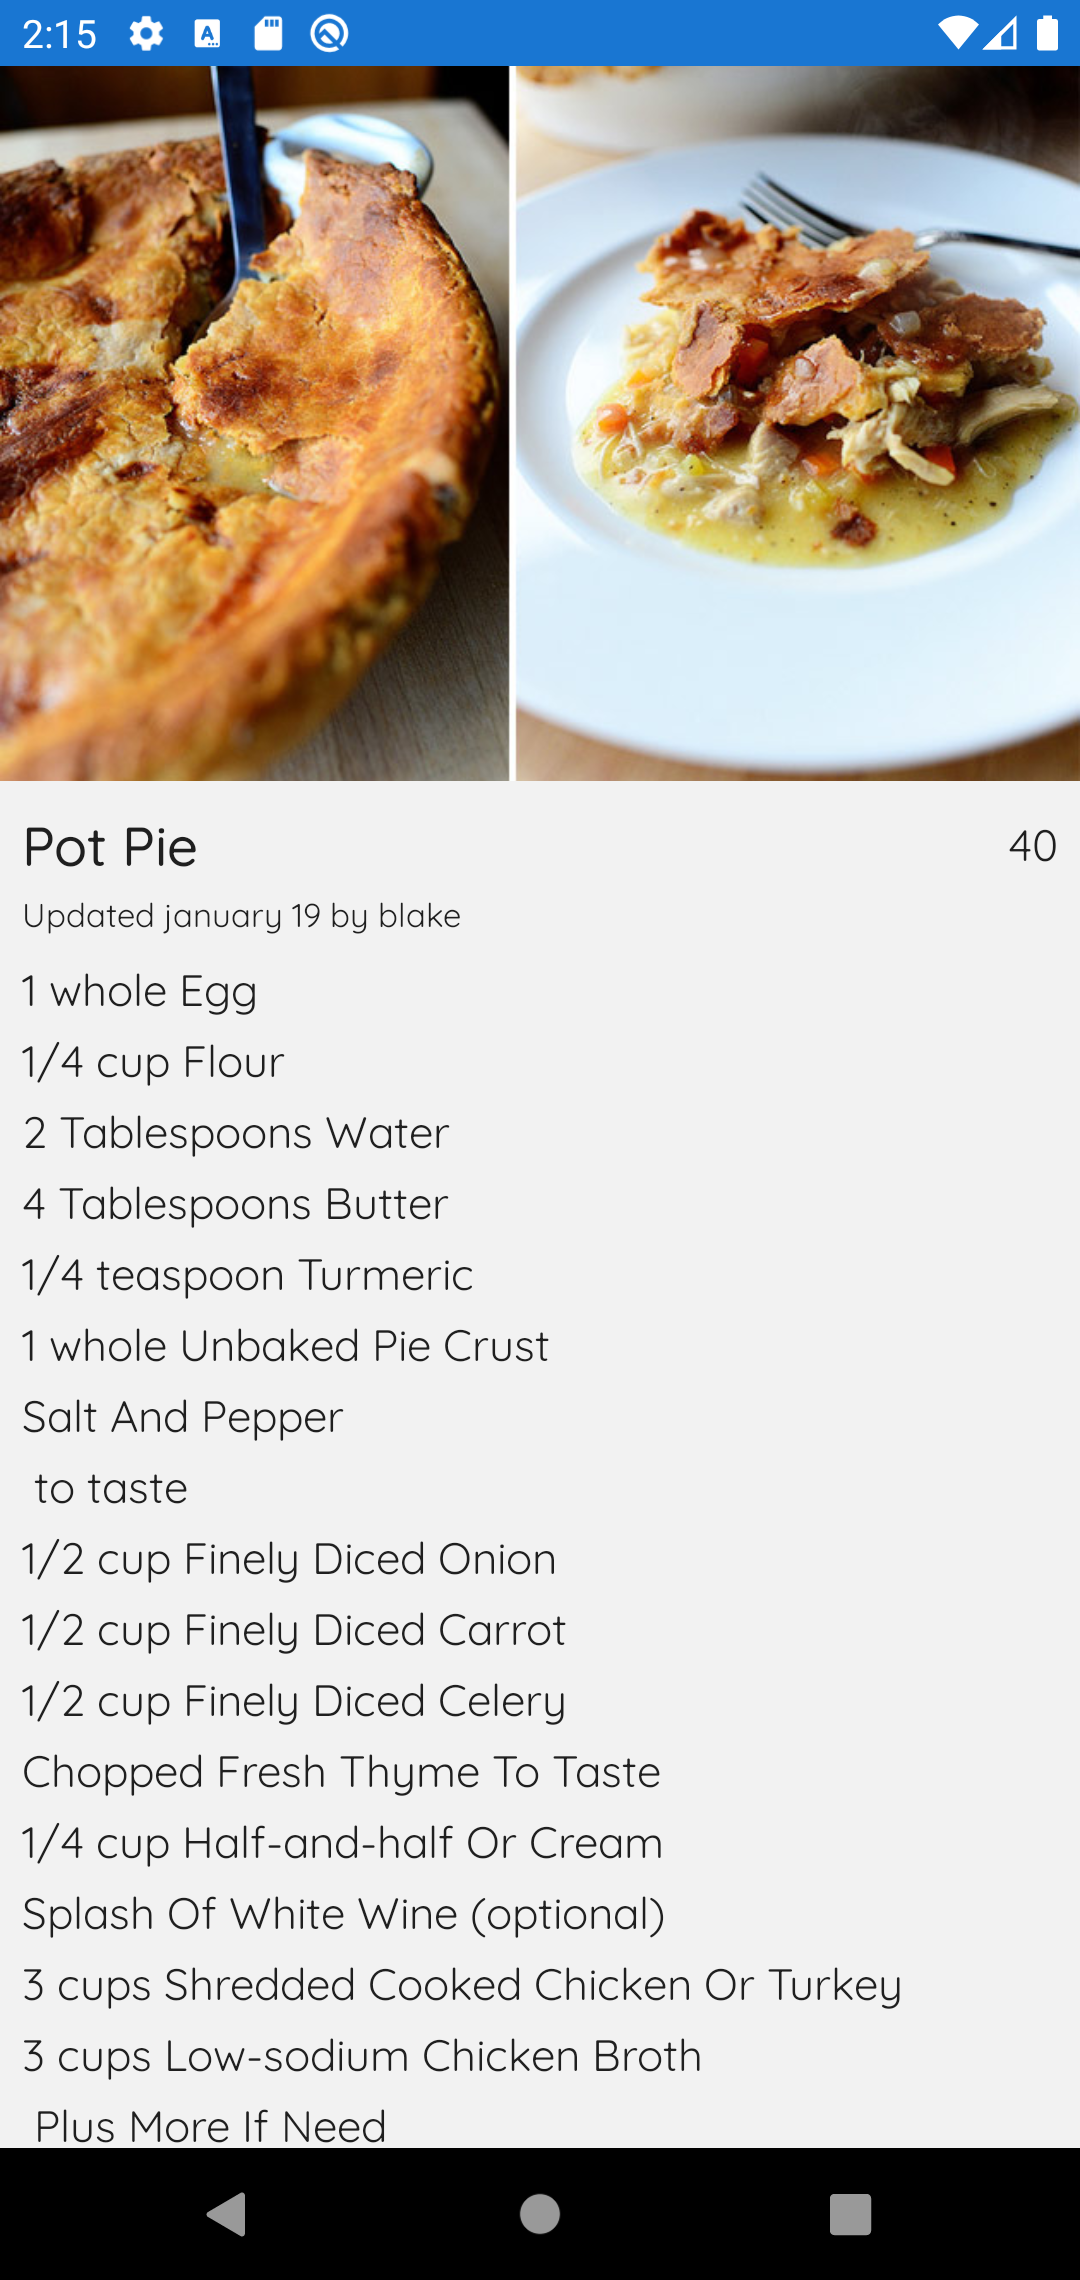 2:15
Pot Pie
40
Updated january 19 by blake
1 whole Egg
1/4 cup Flour
2 Tablespoons Water
4 Tablespoons Butter
1/4 teaspoon Turmeric
1 whole Unbaked Pie Crust
Salt And Pepper
to taste
1/2 cup Finely Diced Onion
1/2 cup Finely Diced Carrot
1/2 cup Finely Diced Celery
Chopped Fresh Thyme To Taste
1/4 cup Half-and-half Or Cream
Splash Of White Wine (optional)
3 cups Shredded Cooked Chicken Or Turkey
3 cups Low-sodium Chicken Broth
Plus More If Need